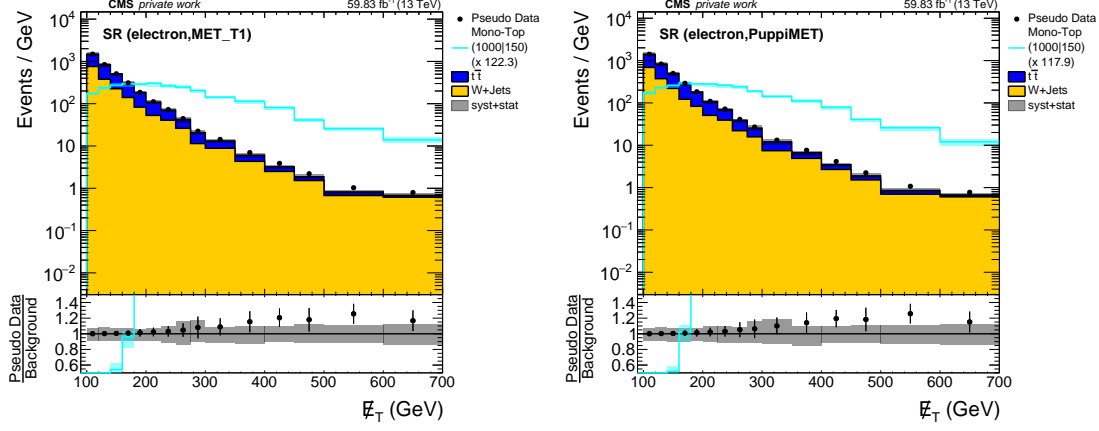 CMS private work 59.83 fb⁻¹ (13 TeV)
SR (electron,MET_T1)
Events / GeV
10⁴
10³
10²
10
1
10⁻¹
10⁻²
Pseudo Data
Mono-Top
(1000|150)
(x 122.3)
tt̄
W+Jets
syst+stat
Pseudo Data
Background
1.4
1.2
1
0.8
0.6
100 200 300 400 500 600 700
E̸_T (GeV)
CMS private work 59.83 fb⁻¹ (13 TeV)
SR (electron,PuppiMET)
Events / GeV
10⁴
10³
10²
10
1
10⁻¹
10⁻²
Pseudo Data
Mono-Top
(1000|150)
(x 117.9)
tt̄
W+Jets
syst+stat
Pseudo Data
Background
1.4
1.2
1
0.8
0.6
100 200 300 400 500 600 700
E̸_T (GeV)